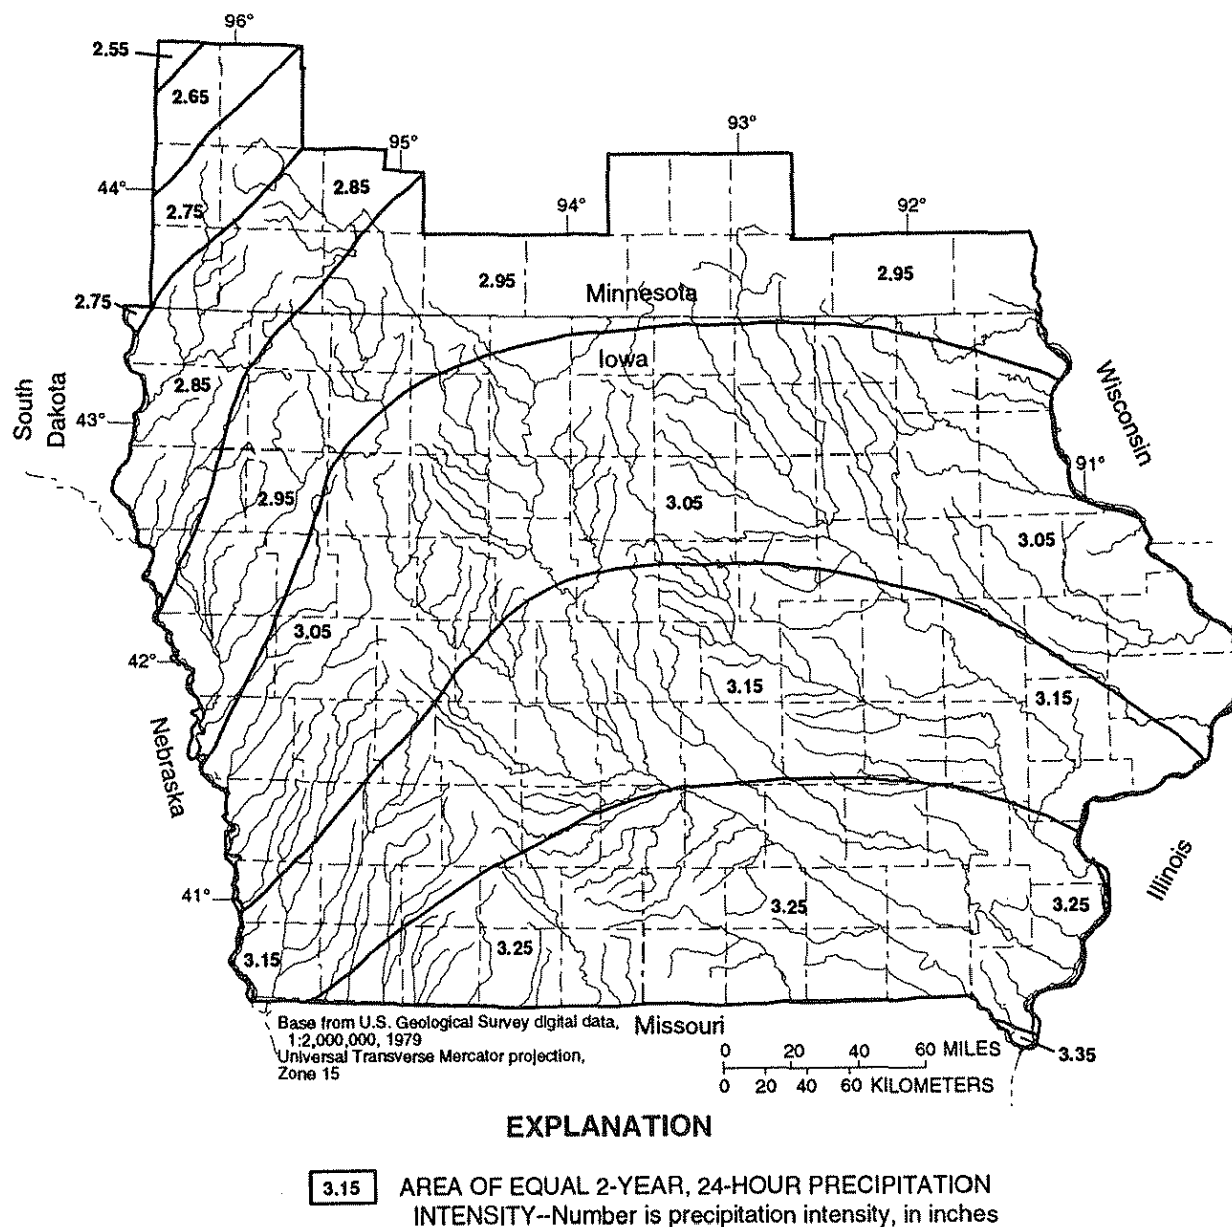 96°
2.55
2.65
93°
95°
44°
2.85
94°
92°
2.75
2.95
2.95
Minnesota
2.75
Iowa
South
Dakota
2.85
Wisconsin
43°
91°
2.95
3.05
3.05
3.05
42°
3.15
3.15
Nebraska
Illinois
41°
3.25
3.25
3.15
3.25
Base from U.S. Geological Survey digital data,
1:2,000,000, 1979
Universal Transverse Mercator projection,
Zone 15
Missouri
0 20 40 60 MILES
0 20 40 60 KILOMETERS
3.35
EXPLANATION
3.15 AREA OF EQUAL 2-YEAR, 24-HOUR PRECIPITATION
INTENSITY--Number is precipitation intensity, in inches